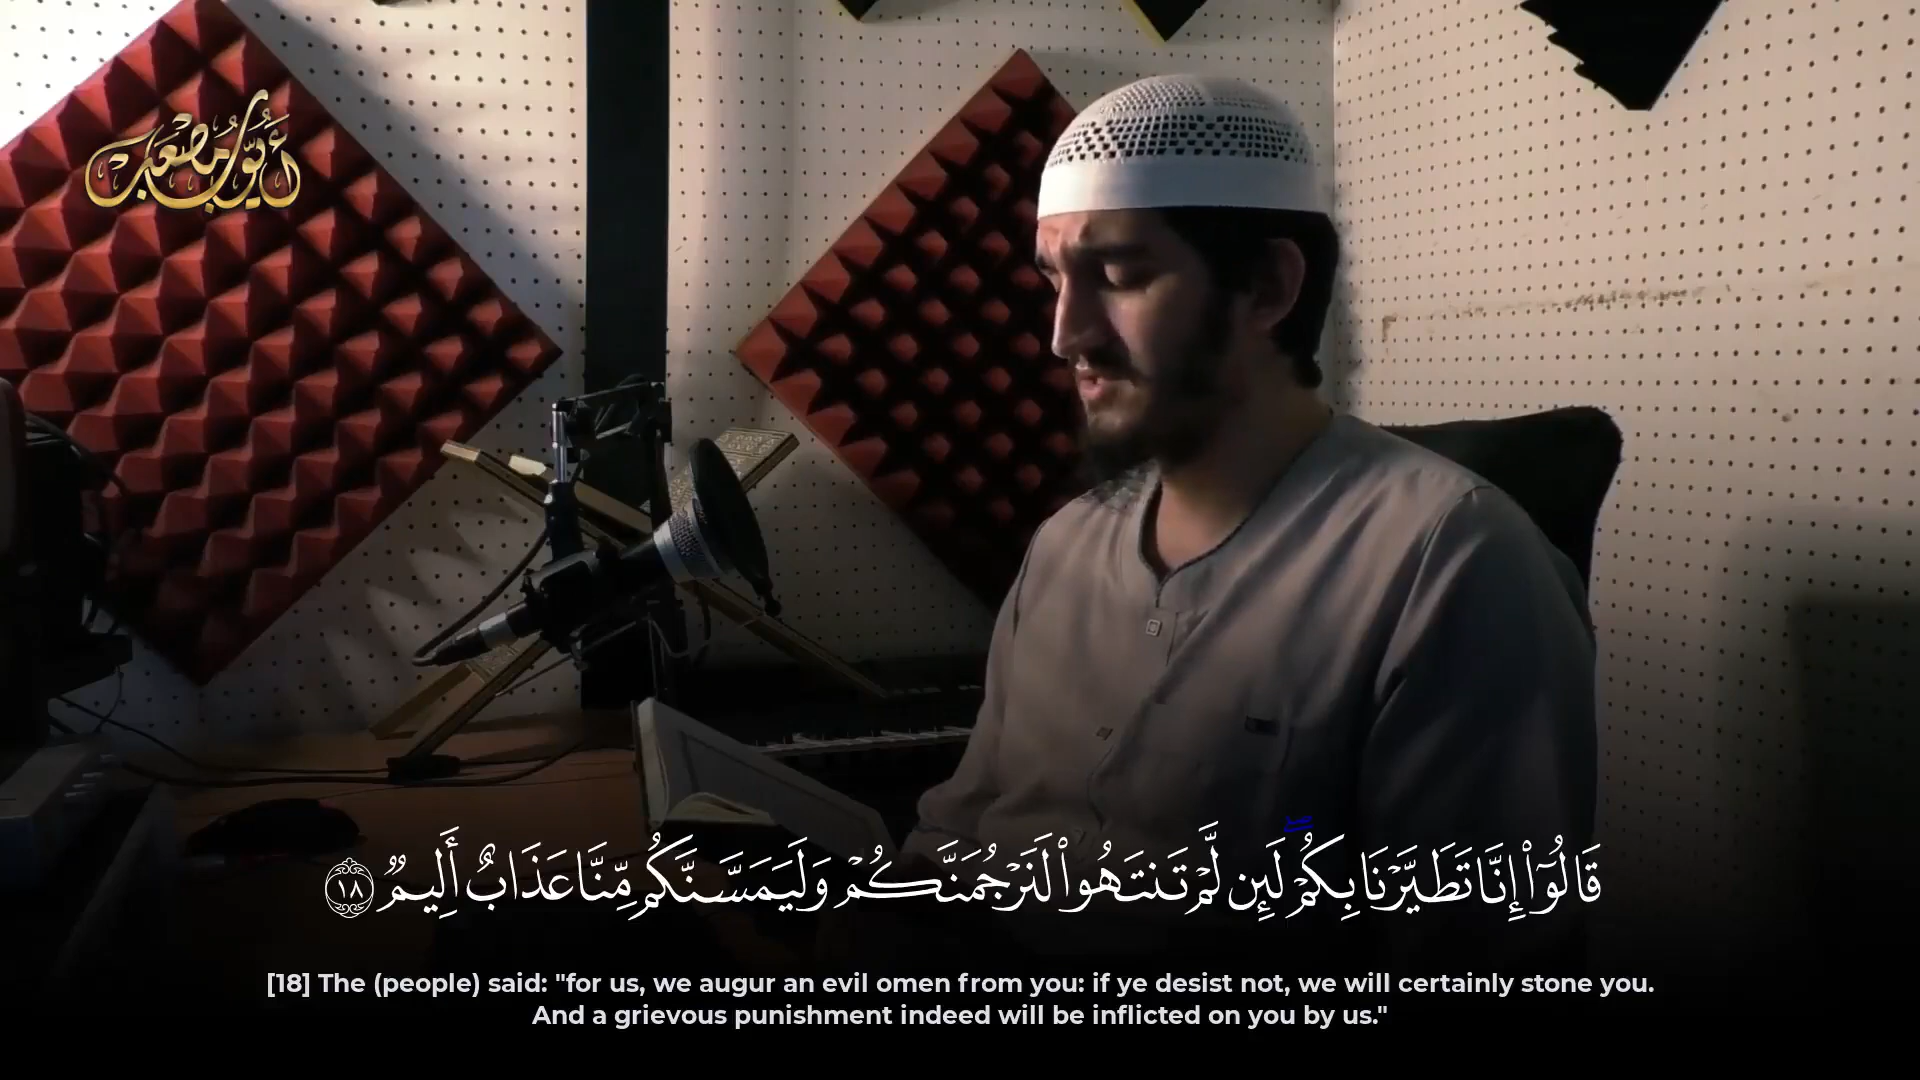 أيوب مصعب
قَالُوٓا۟ إِنَّا تَطَيَّرْنَا بِكُمْ ۖ لَئِن لَّمْ تَنتَهُوا۟ لَنَرْجُمَنَّكُمْ وَلَيَمَسَّنَّكُم مِّنَّا عَذَابٌ أَلِيمٌ ١٨
[18] The (people) said: "for us, we augur an evil omen from you: if ye desist not, we will certainly stone you.
And a grievous punishment indeed will be inflicted on you by us."